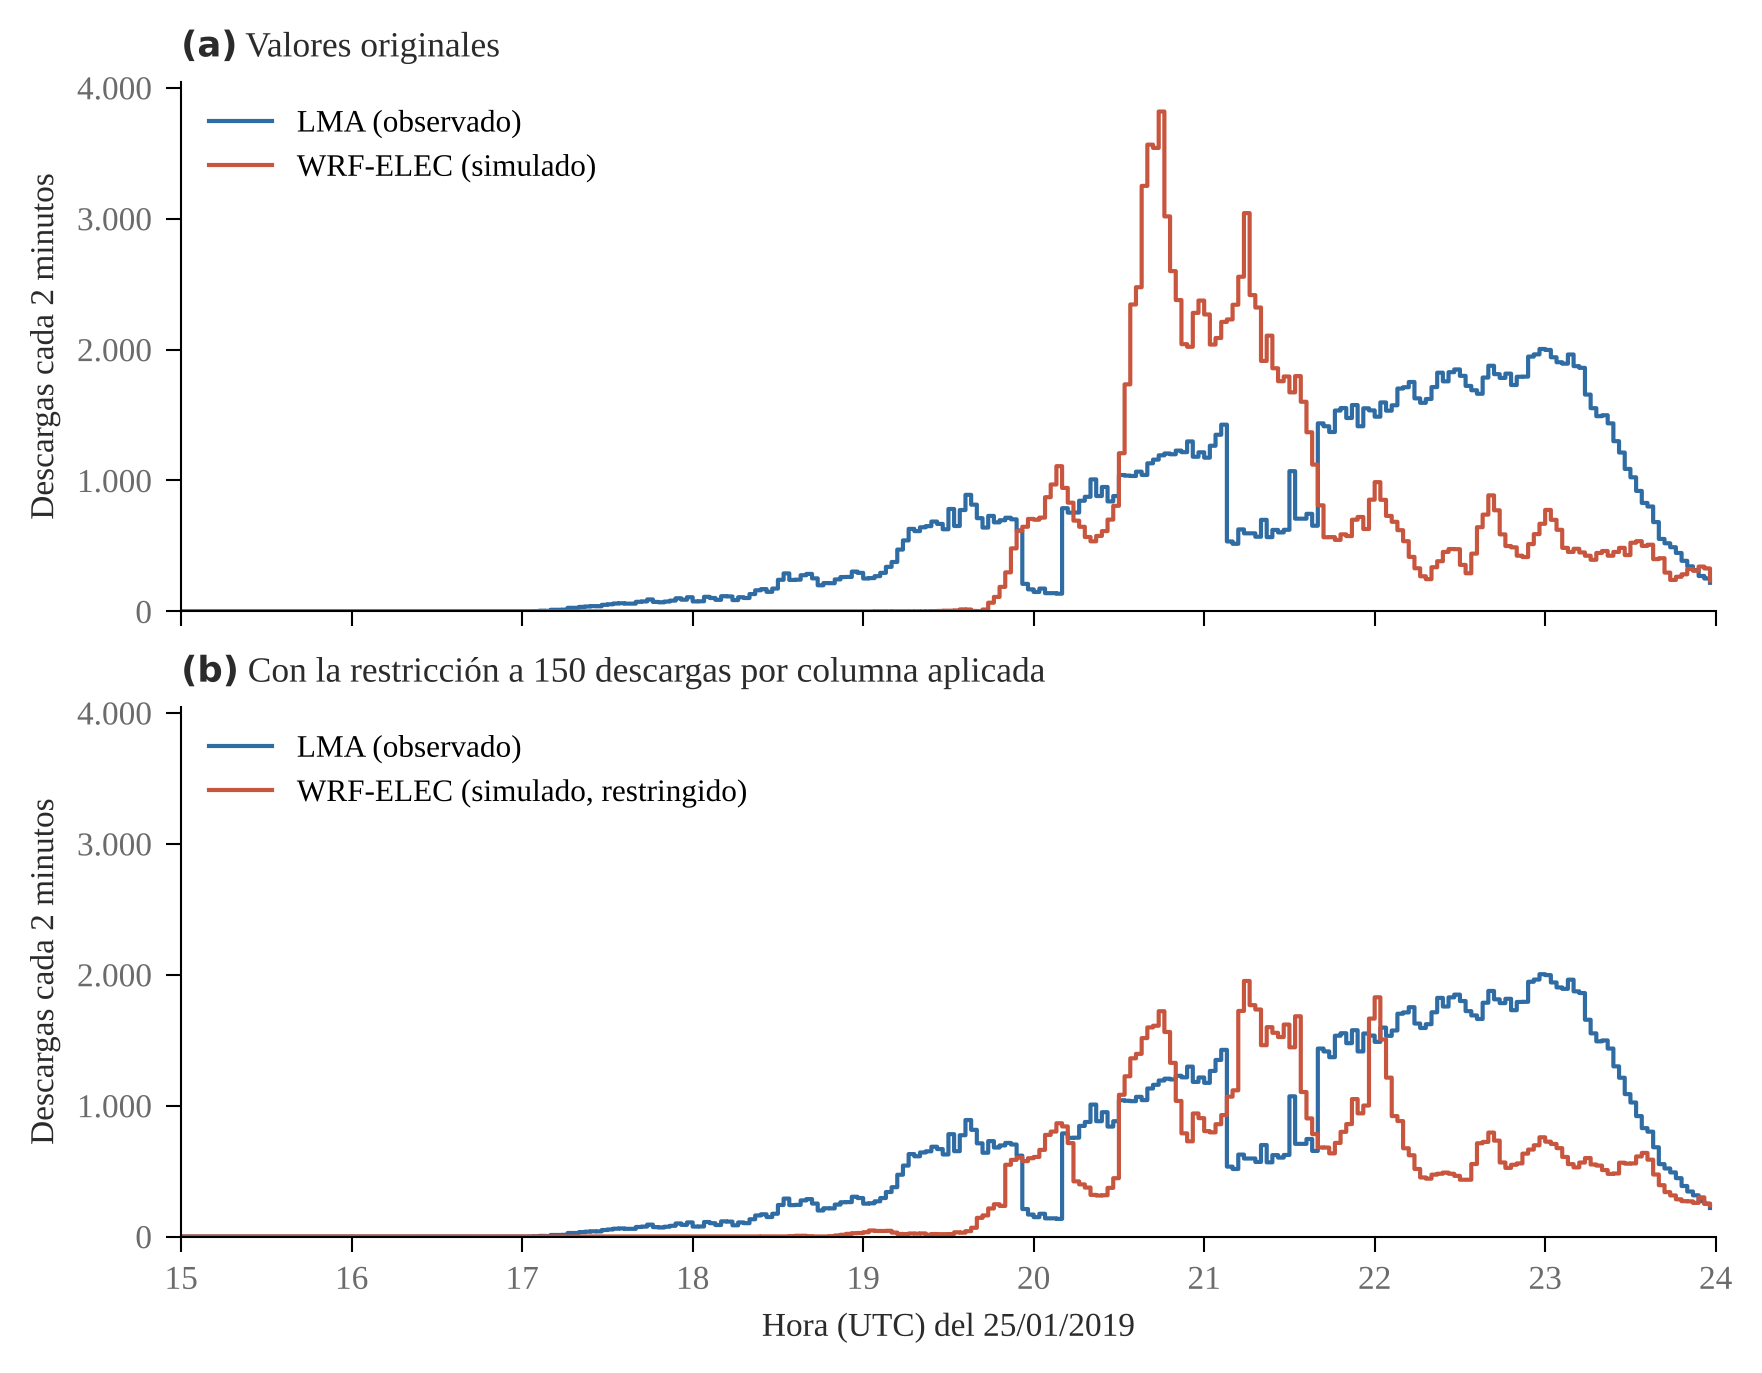 (a) Valores originales
4.000
3.000
2.000
1.000
0
Descargas cada 2 minutos
LMA (observado)
WRF-ELEC (simulado)
(b) Con la restricción a 150 descargas por columna aplicada
4.000
3.000
2.000
1.000
0
Descargas cada 2 minutos
LMA (observado)
WRF-ELEC (simulado, restringido)
15 16 17 18 19 20 21 22 23 24
Hora (UTC) del 25/01/2019